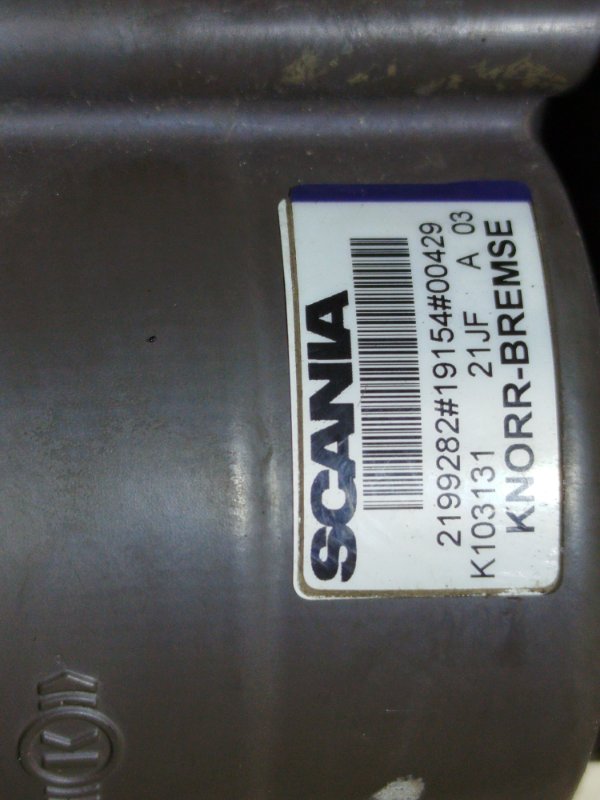 SCANIA
2199282#19154#00429
K103131 21JF A 03
KNORR-BREMSE
K